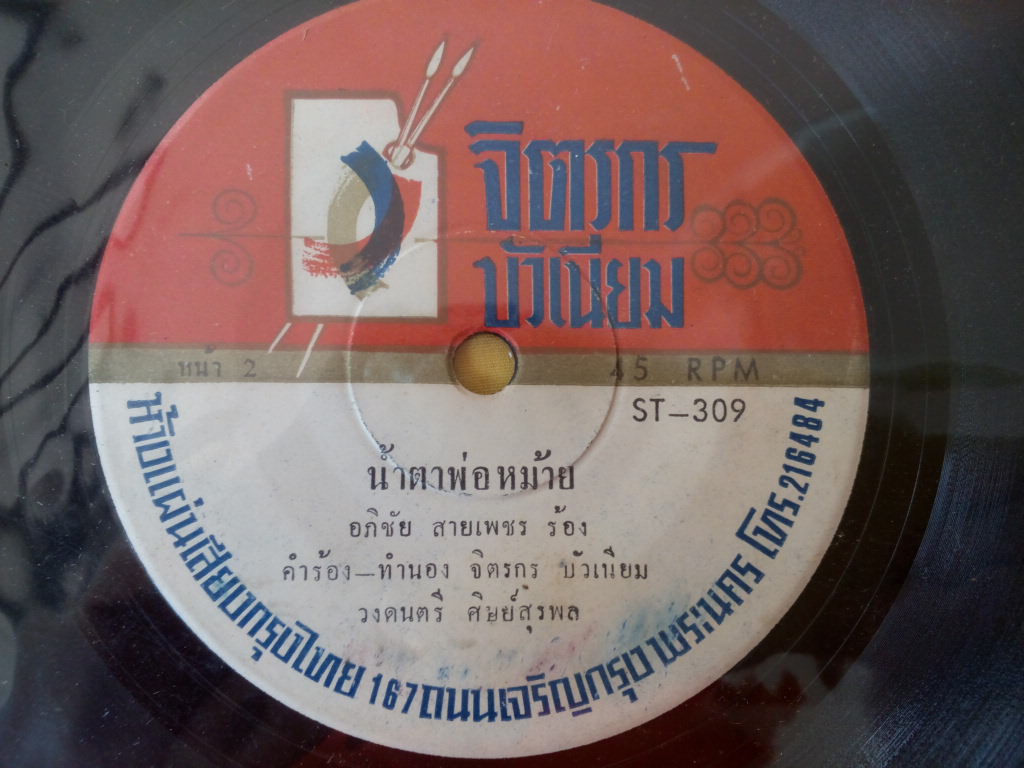 จิตรกร
บัวเนียม
หน้า 2
45 RPM
ST-309
น้ำตาพ่อหม้าย
อภิชัย สายเพชร ร้อง
คำร้อง-ทำนอง จิตรกร บัวเนียม
วงดนตรี ศิษย์สุรพล
ห้างแผ่นเสียงกรุงไทย 167 ถนนเจริญกรุง พระนคร โทร.216484